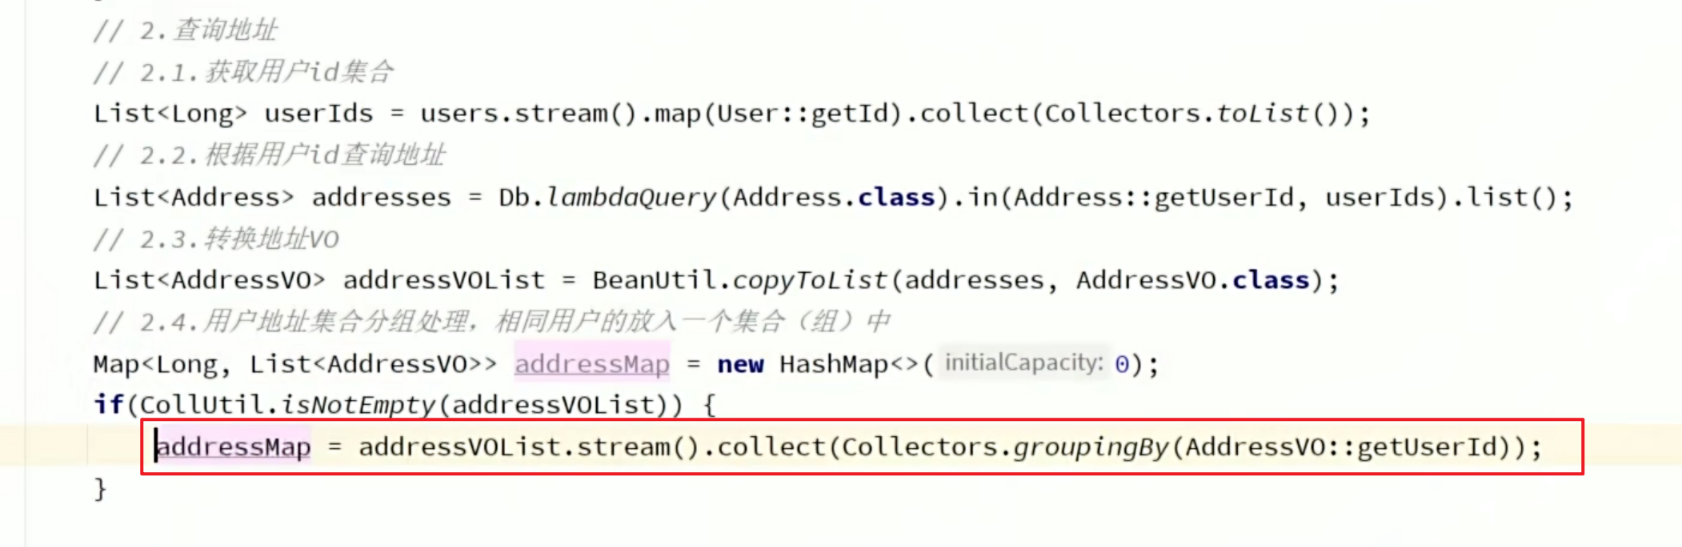 // 2.查询地址
// 2.1.获取用户id集合
List<Long> userIds = users.stream().map(User::getId).collect(Collectors.toList());
// 2.2.根据用户id查询地址
List<Address> addresses = Db.lambdaQuery(Address.class).in(Address::getUserId, userIds).list();
// 2.3.转换地址VO
List<AddressVO> addressVOList = BeanUtil.copyToList(addresses, AddressVO.class);
// 2.4.用户地址集合分组处理，相同用户的放入一个集合（组）中
Map<Long, List<AddressVO>> addressMap = new HashMap<>( initialCapacity: 0);
if(CollUtil.isNotEmpty(addressVOList)) {
addressMap = addressVOList.stream().collect(Collectors.groupingBy(AddressVO::getUserId));
}